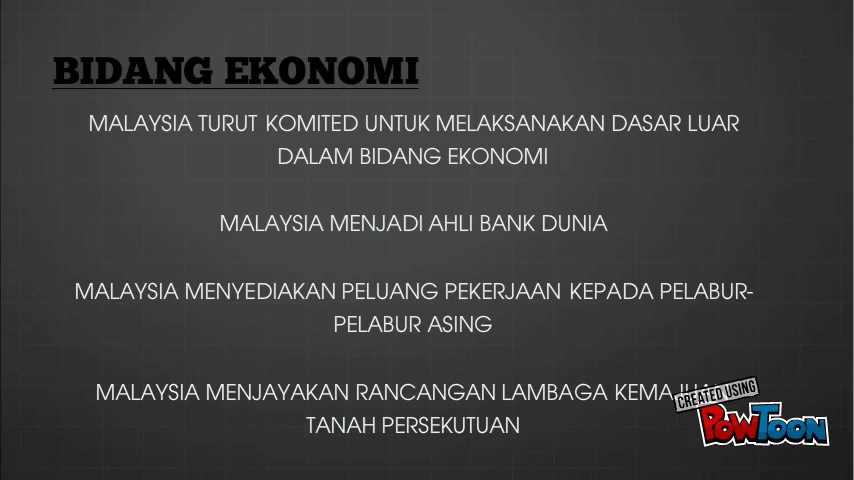 BIDANG EKONOMI
MALAYSIA TURUT KOMITED UNTUK MELAKSANAKAN DASAR LUAR
DALAM BIDANG EKONOMI
MALAYSIA MENJADI AHLI BANK DUNIA
MALAYSIA MENYEDIAKAN PELUANG PEKERJAAN KEPADA PELABUR-
PELABUR ASING
MALAYSIA MENJAYAKAN RANCANGAN LAMBAGA
TANAH PERSEKUTUAN
CREATED USING
POWTOON